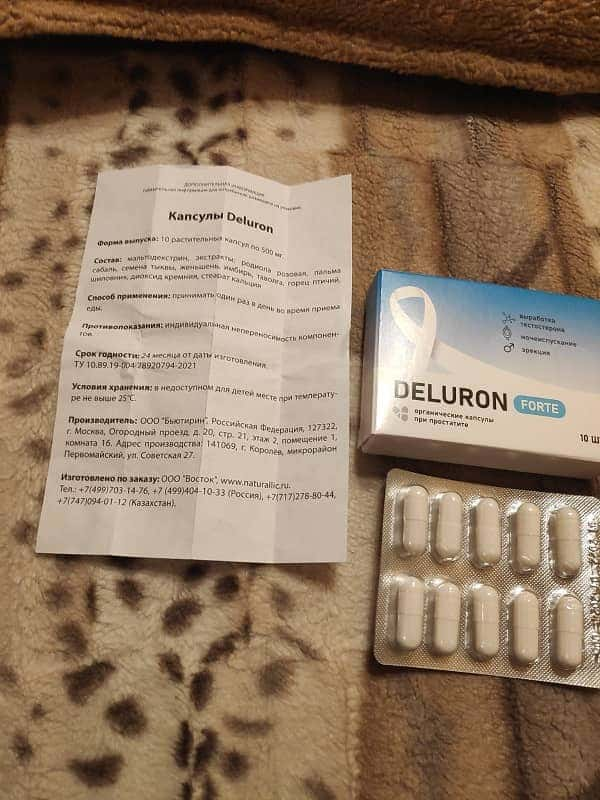 ДОПОЛНИТЕЛЬНАЯ ИНФОРМАЦИЯ
Капсулы Deluron
Форма выпуска: 10 растительных капсул по 500 мг
Состав: мальтодекстрин, экстракты: родиола розовая, пальма
сабаль, семена тыквы, женьшень, имбирь, таволга, горец птичий,
шиповник, диоксид кремния, стеарат кальция
Способ применения: принимать один раз в день во время приема
еды.
Противопоказания: индивидуальная непереносимость компонен-
тов.
Срок годности: 24 месяца от даты изготовления.
ТУ 10.89.19-004-28920794-2021
Условия хранения: в недоступном для детей месте при температу-
ре не выше 25°С.
Производитель: ООО "Бьютирин", Российская Федерация, 127322,
г. Москва, Огородный проезд, д. 20, стр. 21, этаж 2, помещение 1,
комната 16. Адрес производства: 141069, г. Королёв, микрорайон
Первомайский, ул. Советская 27.
Изготовлено по заказу: ООО "Восток", www.naturallic.ru.
Тел.: +7(499)703-14-76, +7 (499)404-10-33 (Россия), +7(717)278-80-44,
+7(747)094-01-12 (Казахстан).
выработка
тестостерона
мочеиспускание
эрекция
DELURON FORTE
органические капсулы
при простатите
10 ш